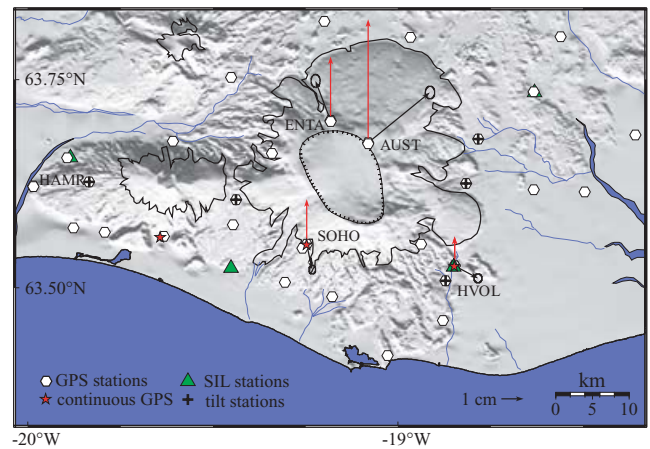 63.75°N
ENTA
AUST
HAMR
SOHO
63.50°N
HVOL
GPS stations
SIL stations
continuous GPS
tilt stations
1 cm
km
0 5 10
-20°W
-19°W